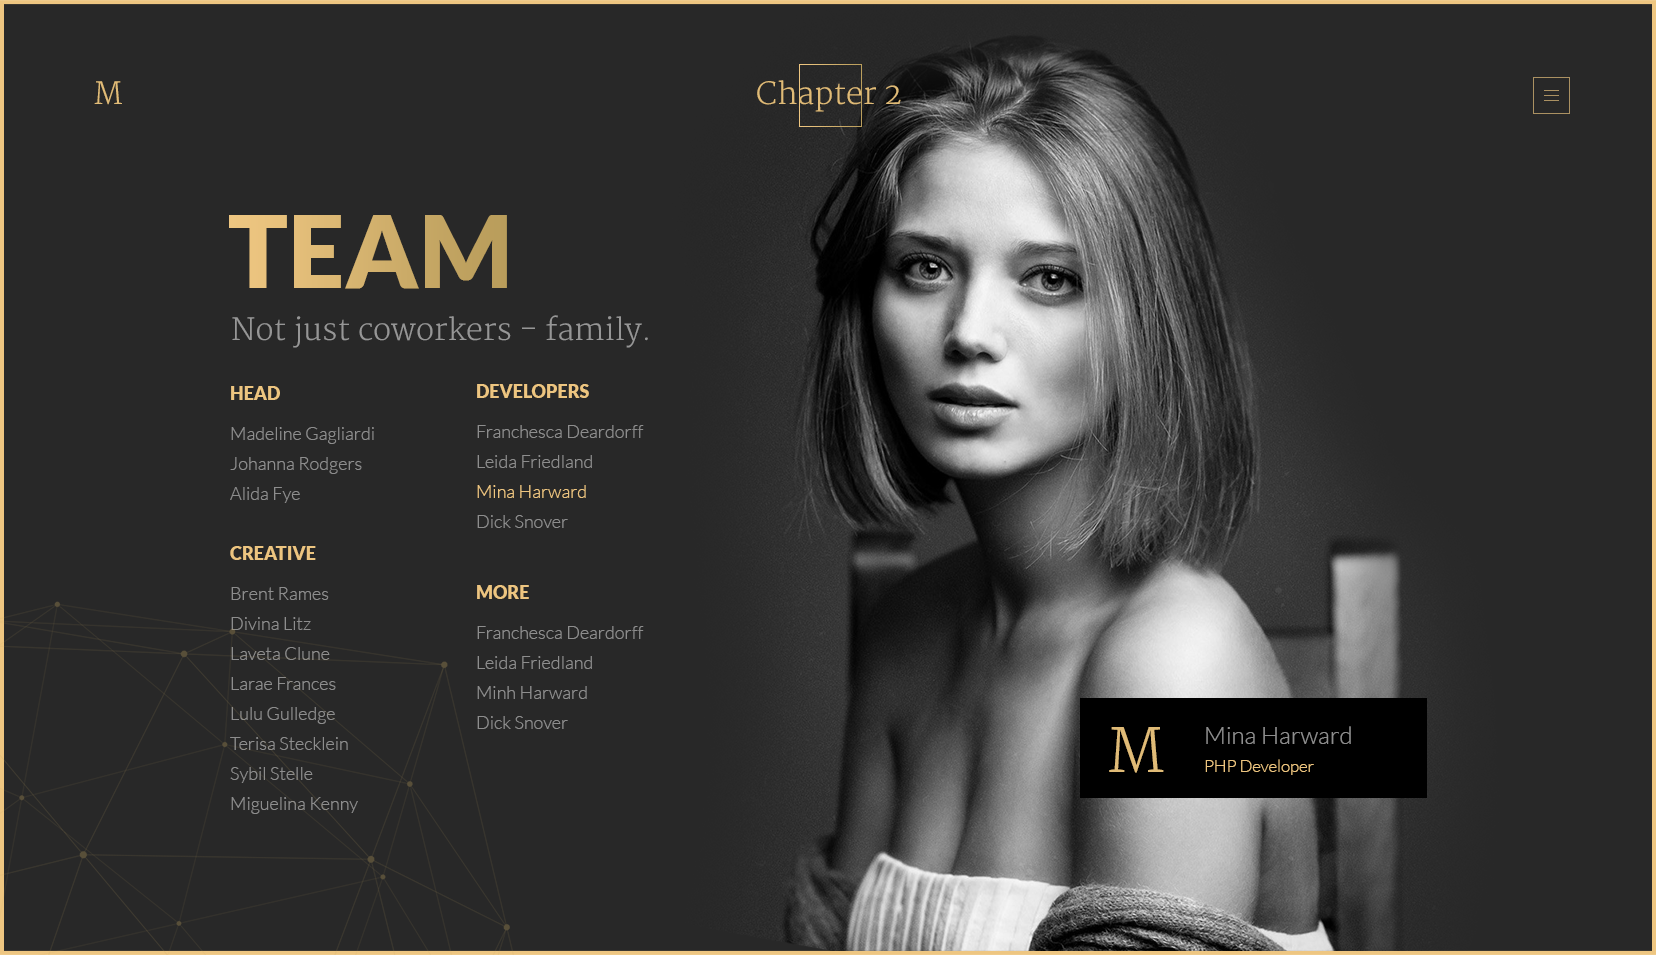 M
Chapter 2
TEAM
Not just coworkers – family.
HEAD
Madeline Gagliardi
Johanna Rodgers
Alida Fye
CREATIVE
Brent Rames
Divina Litz
Laveta Clune
Larae Frances
Lulu Gulledge
Terisa Stecklein
Sybil Stelle
Miguelina Kenny
DEVELOPERS
Franchesca Deardorff
Leida Friedland
Mina Harward
Dick Snover
MORE
Franchesca Deardorff
Leida Friedland
Minh Harward
Dick Snover
M
Mina Harward
PHP Developer